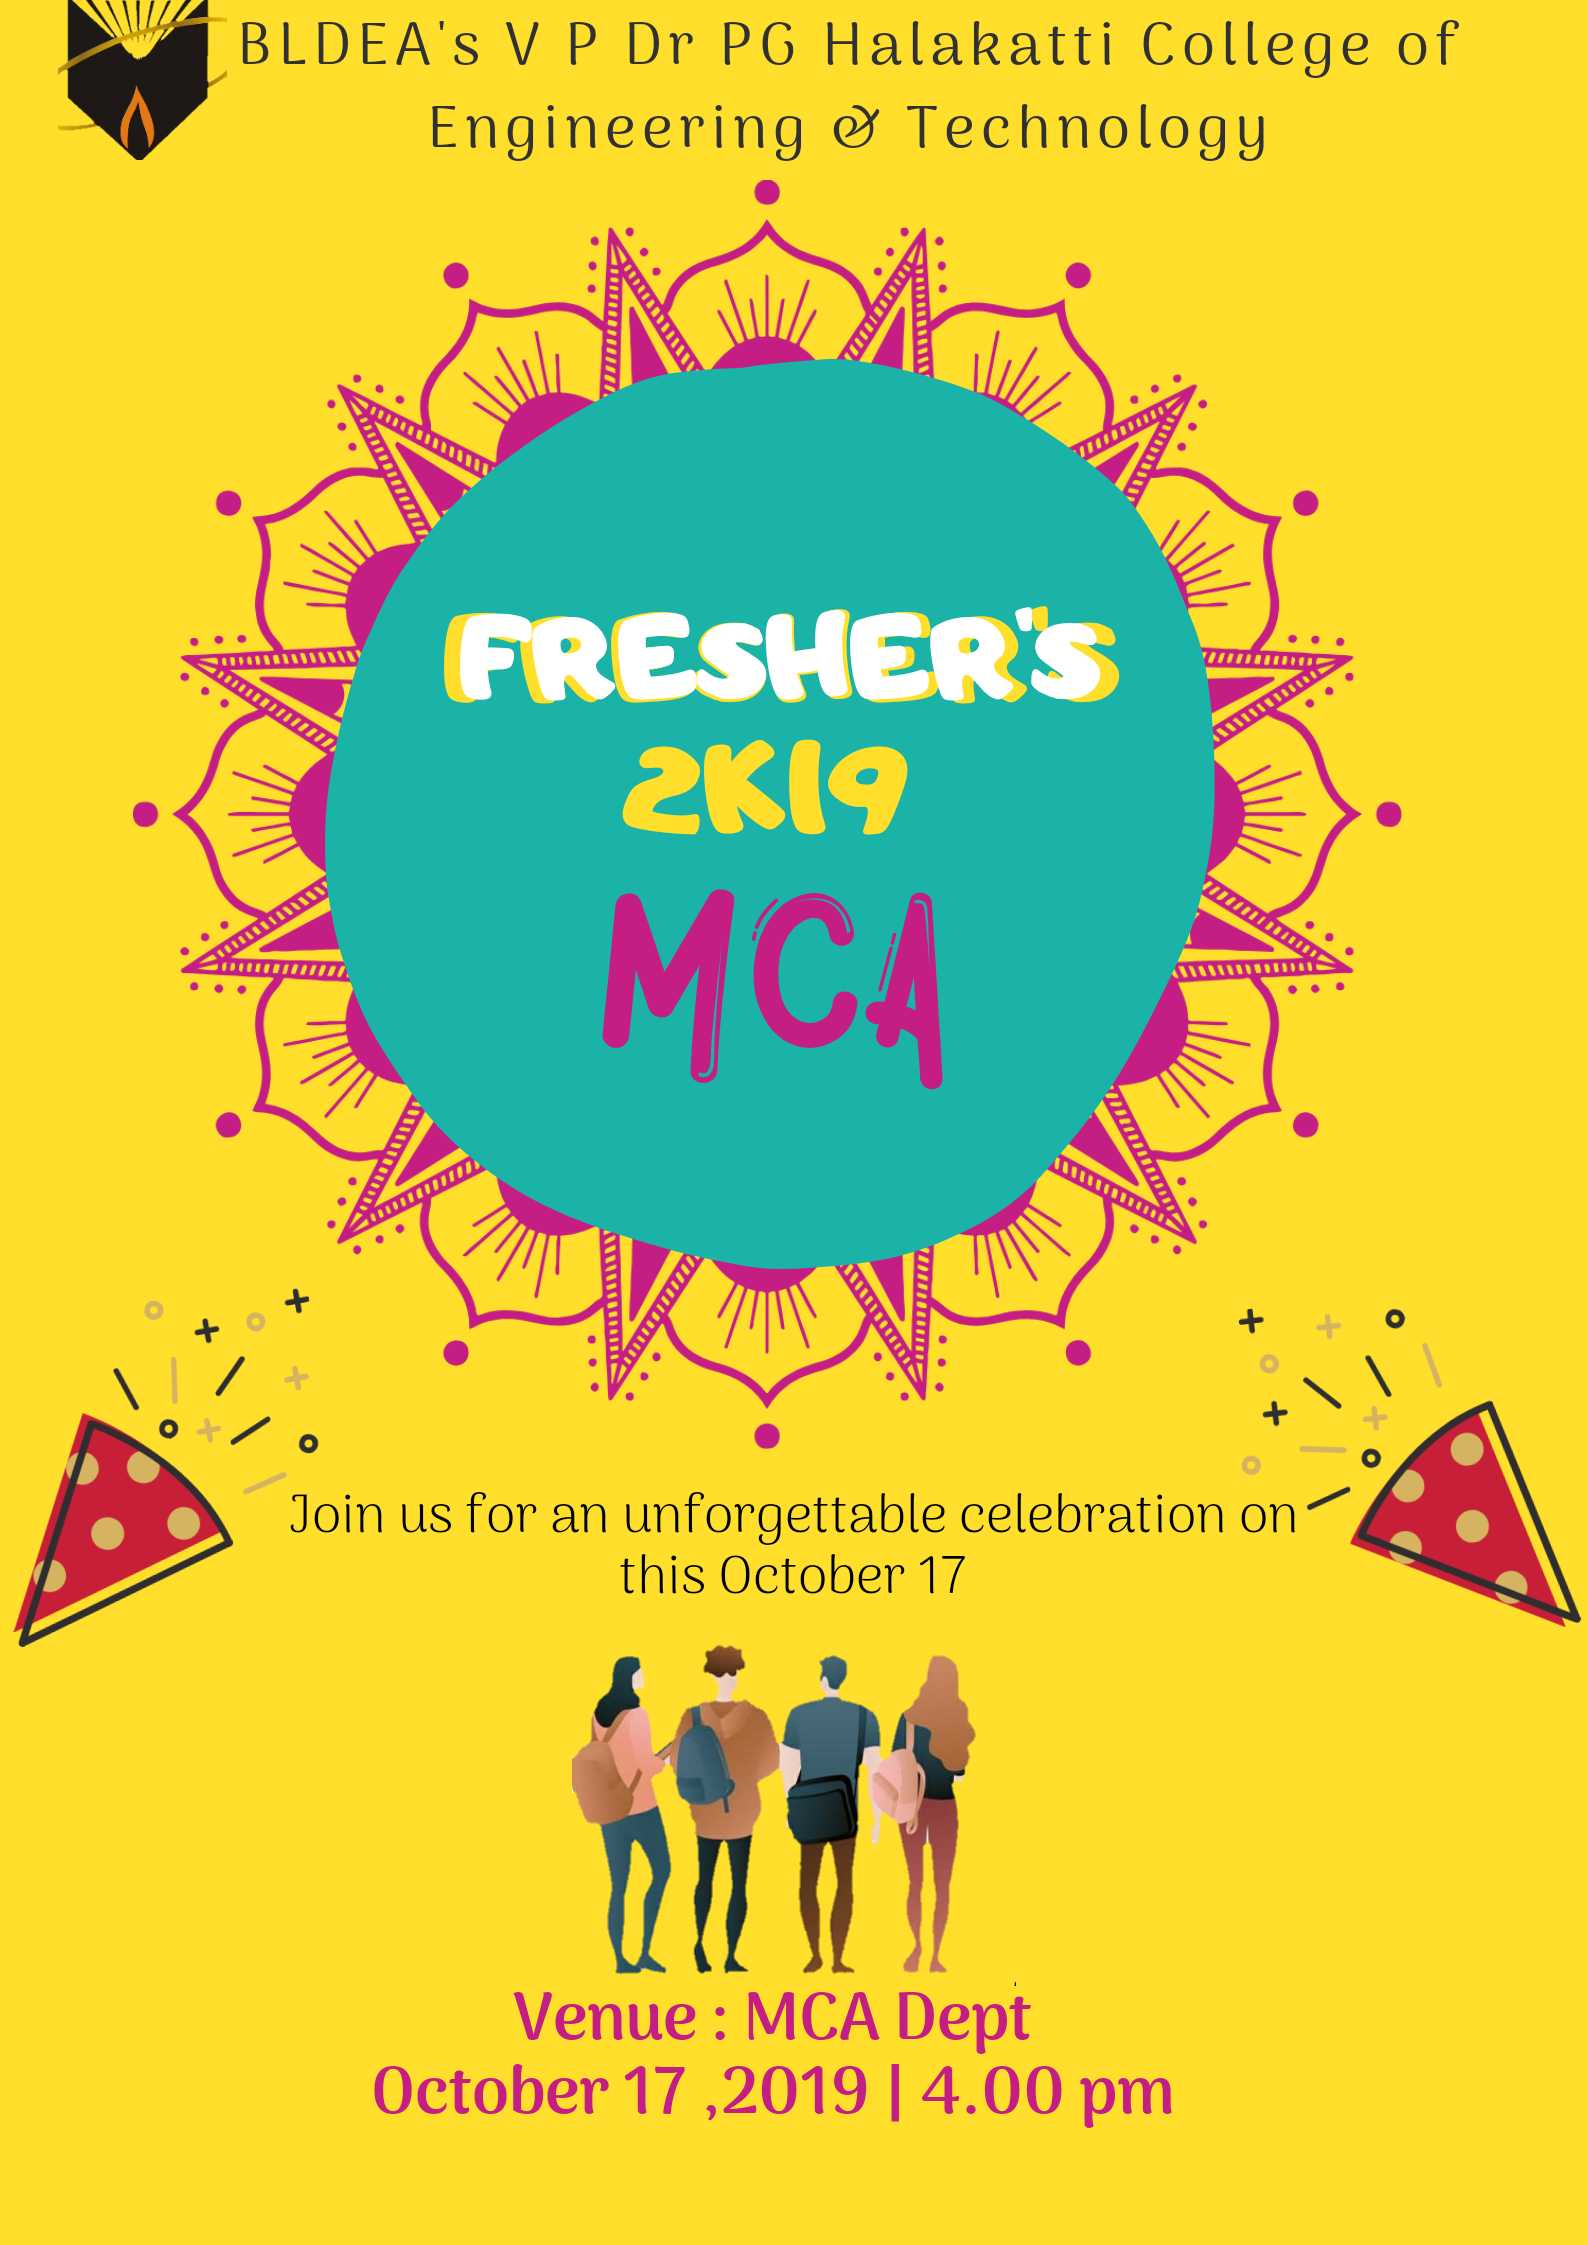 BLDEA's V P Dr PG Halakatti College of
Engineering & Technology
FRESHER'S
2K19
MCA
Join us for an unforgettable celebration on
this October 17
Venue : MCA Dept
October 17 ,2019 | 4.00 pm